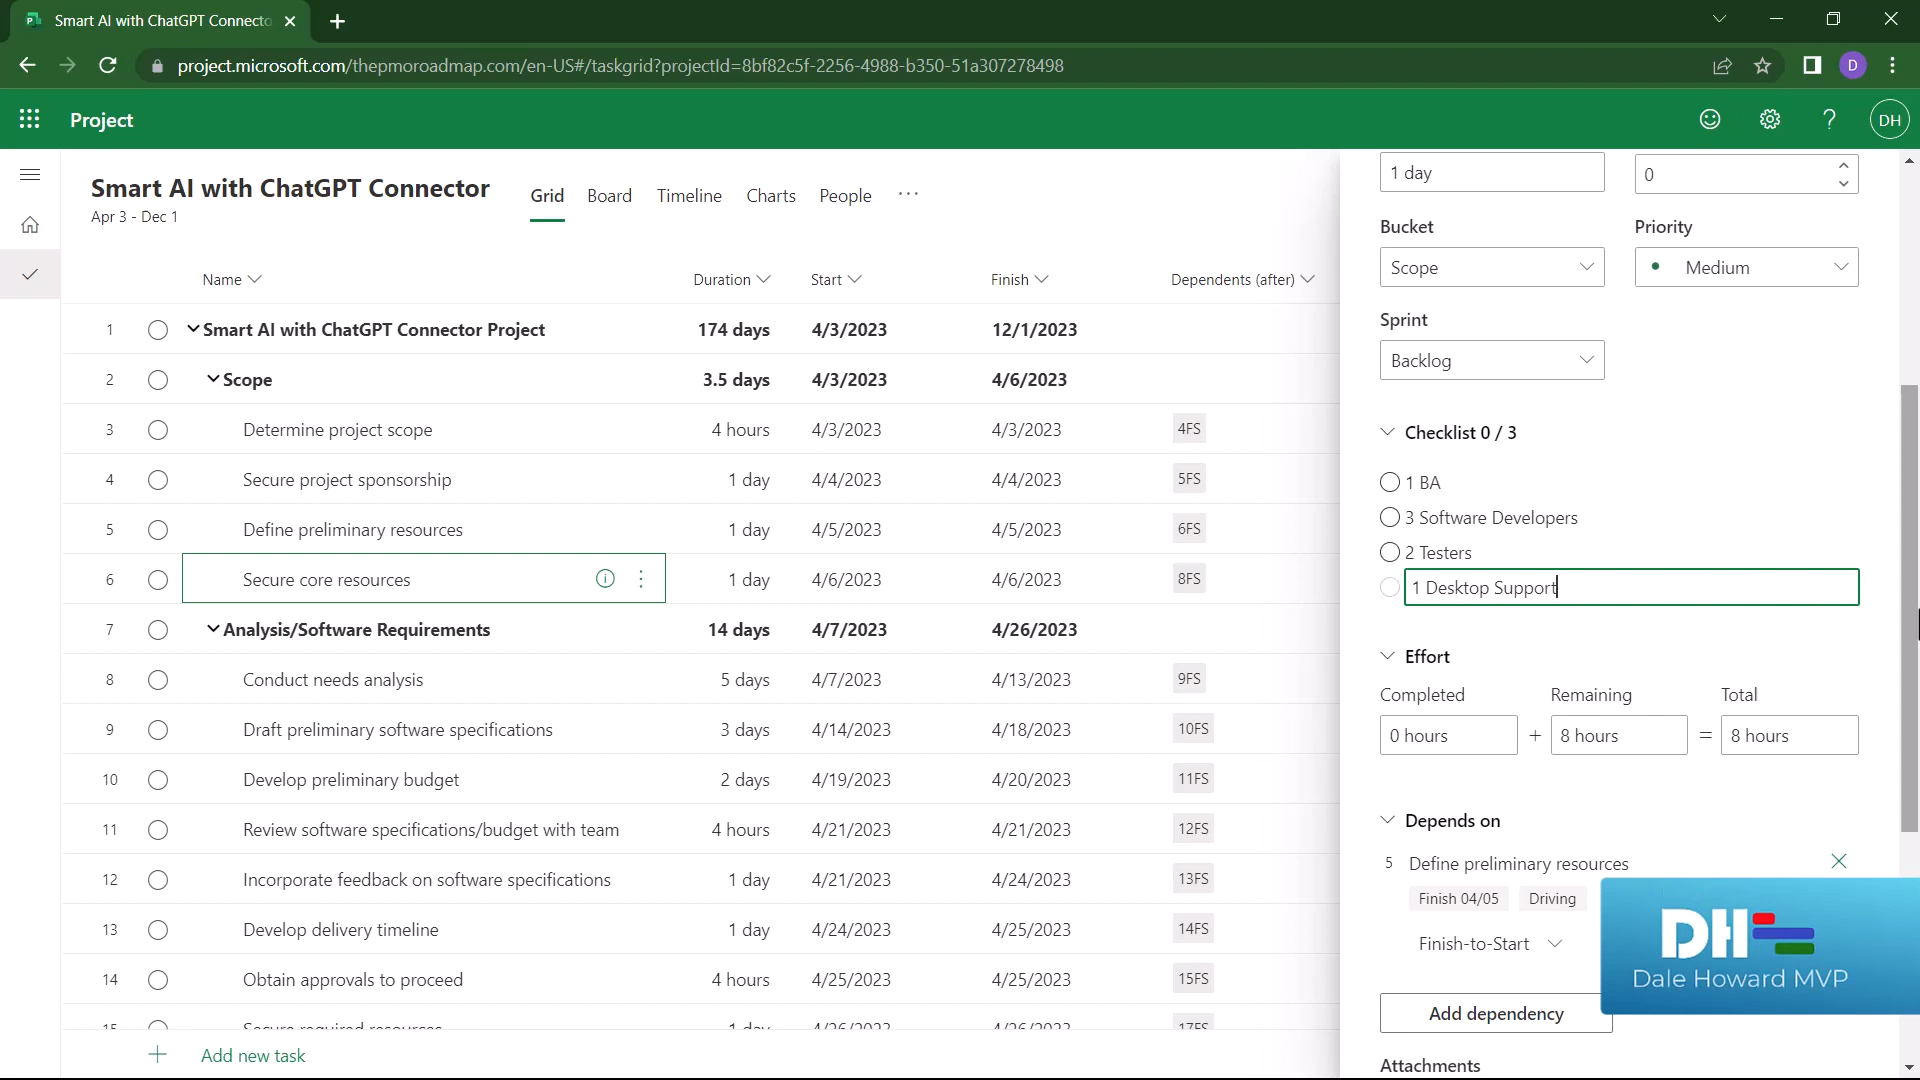 Smart AI with ChatGPT Connecto
project.microsoft.com/thepmoroadmap.com/en-US#/taskgrid?projectId=8bf82c5f-2256-4988-b350-51a307278498
D
Project
DH
Smart AI with ChatGPT Connector
Apr 3 - Dec 1
Grid Board Timeline Charts People ...
Name Duration Start Finish Dependents (after)
1 Smart AI with ChatGPT Connector Project 174 days 4/3/2023 12/1/2023
2 Scope 3.5 days 4/3/2023 4/6/2023
3 Determine project scope 4 hours 4/3/2023 4/3/2023 4FS
4 Secure project sponsorship 1 day 4/4/2023 4/4/2023 5FS
5 Define preliminary resources 1 day 4/5/2023 4/5/2023 6FS
6 Secure core resources 1 day 4/6/2023 4/6/2023 8FS
7 Analysis/Software Requirements 14 days 4/7/2023 4/26/2023
8 Conduct needs analysis 5 days 4/7/2023 4/13/2023 9FS
9 Draft preliminary software specifications 3 days 4/14/2023 4/18/2023 10FS
10 Develop preliminary budget 2 days 4/19/2023 4/20/2023 11FS
11 Review software specifications/budget with team 4 hours 4/21/2023 4/21/2023 12FS
12 Incorporate feedback on software specifications 1 day 4/21/2023 4/24/2023 13FS
13 Develop delivery timeline 1 day 4/24/2023 4/25/2023 14FS
14 Obtain approvals to proceed 4 hours 4/25/2023 4/25/2023 15FS
15 Secure required resources 1 day 4/26/2023 4/26/2023 17FS
+ Add new task
1 day 0
Bucket Priority
Scope Medium
Sprint
Backlog
Checklist 0 / 3
1 BA
3 Software Developers
2 Testers
1 Desktop Support
Effort
Completed Remaining Total
0 hours + 8 hours = 8 hours
Depends on
5 Define preliminary resources
Finish 04/05 Driving
Finish-to-Start
Add dependency
Attachments
DH
Dale Howard MVP